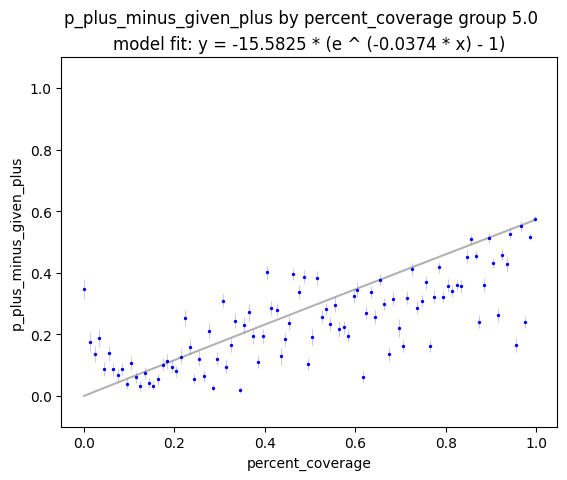 p_plus_minus_given_plus by percent_coverage group 5.0
model fit: y = -15.5825 * (e ^ (-0.0374 * x) - 1)
1.0
0.8
0.6
0.4
0.2
0.0
p_plus_minus_given_plus
0.0 0.2 0.4 0.6 0.8 1.0
percent_coverage